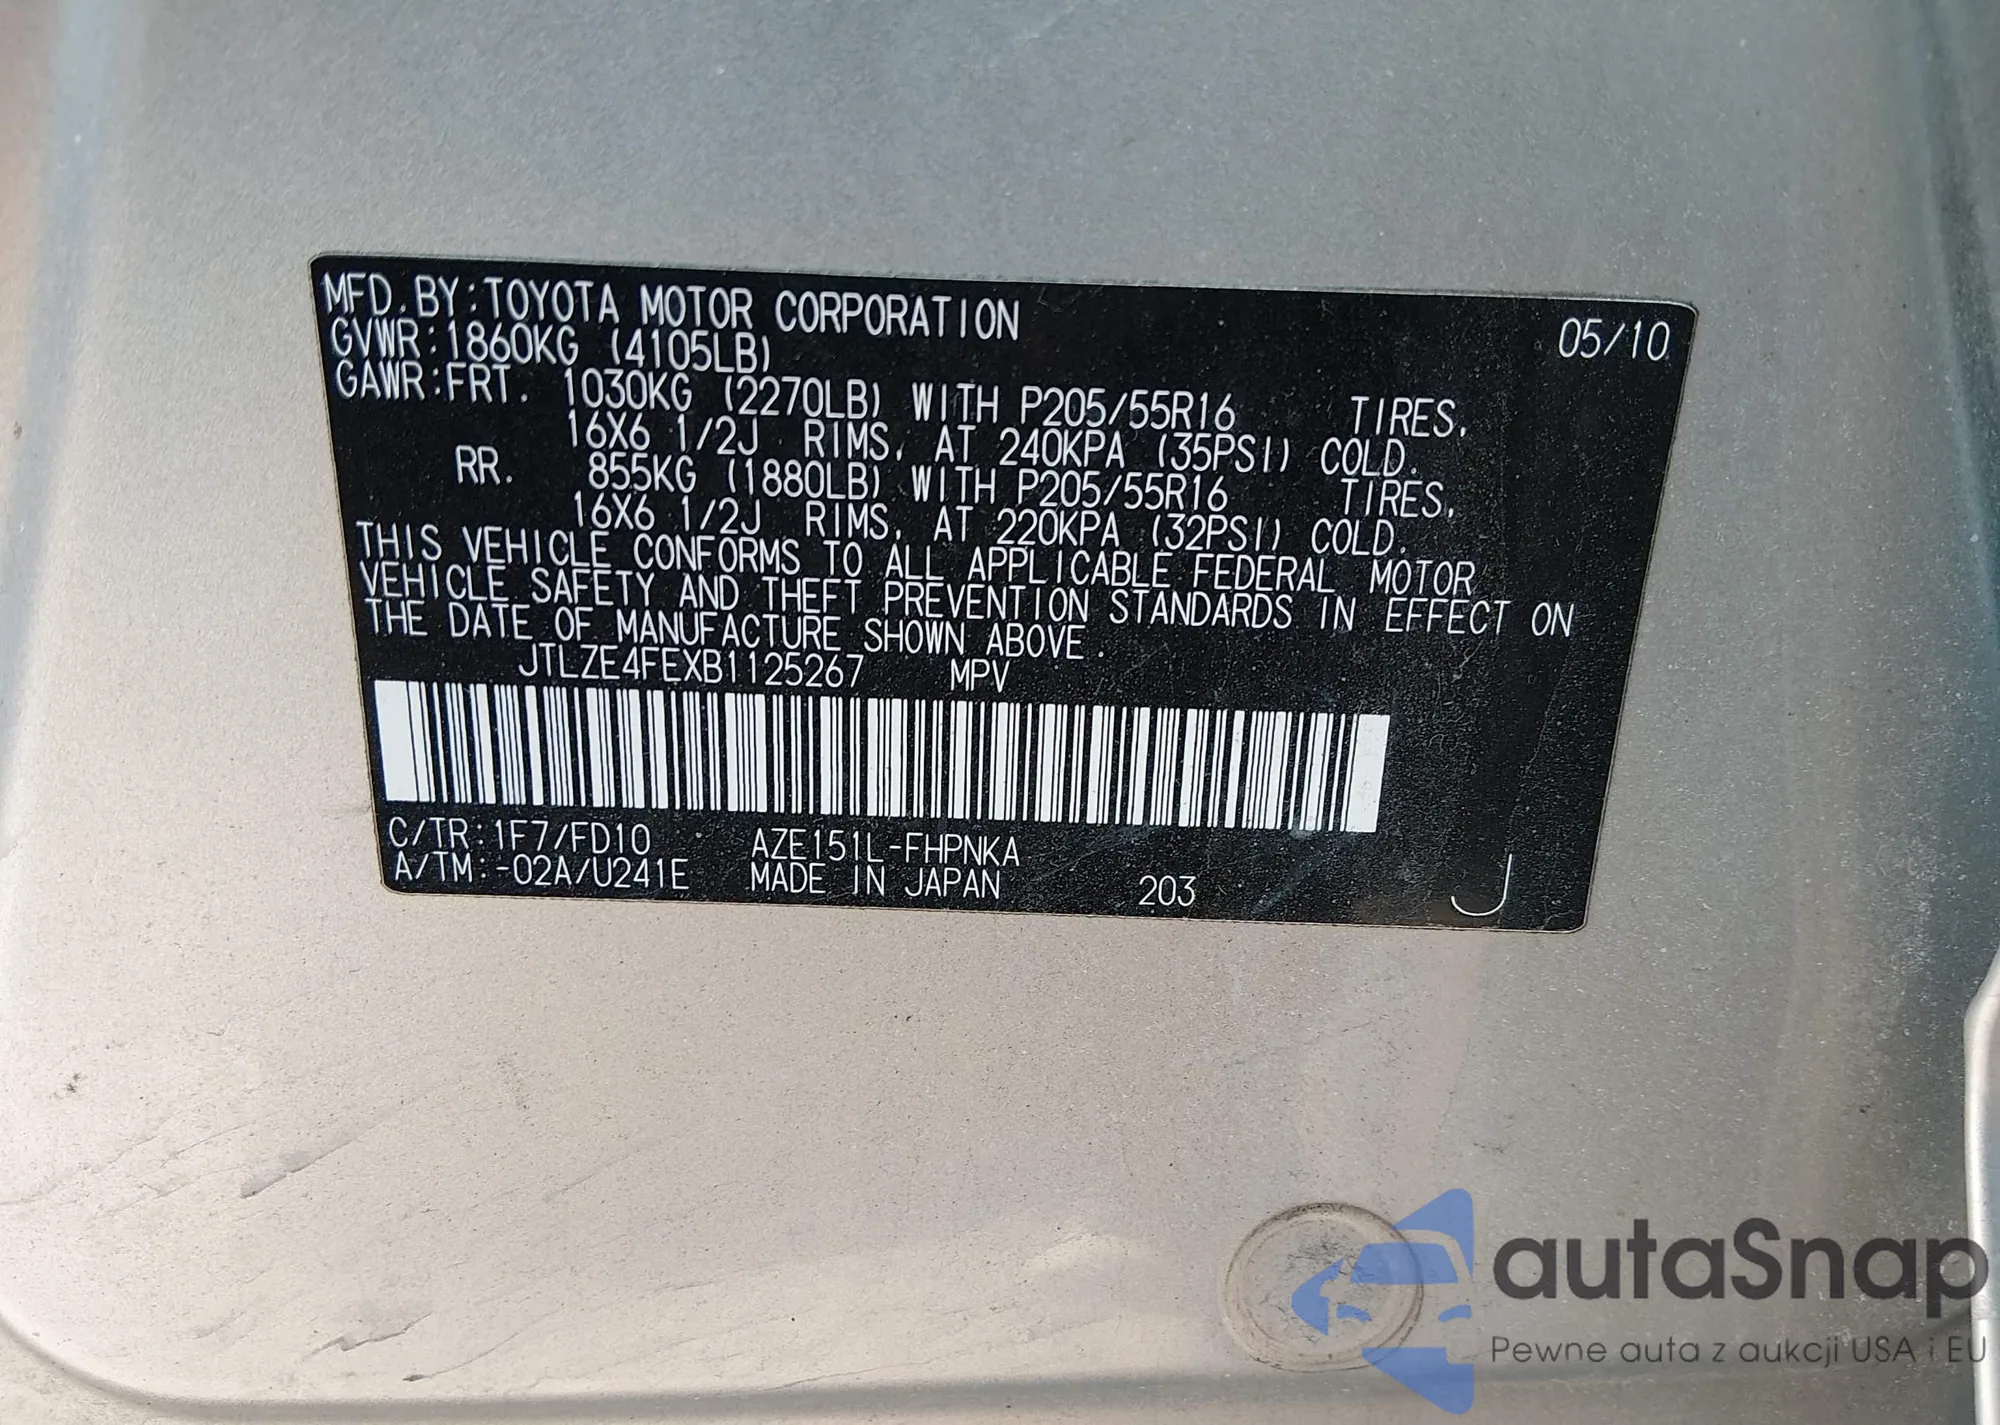 MFD.BY:TOYOTA MOTOR CORPORATION 05/10
GVWR:1860KG (4105LB)
GAWR:FRT. 1030KG (2270LB) WITH P205/55R16 TIRES,
16X6 1/2J RIMS, AT 240KPA (35PSI) COLD.
RR. 855KG (1880LB) WITH P205/55R16 TIRES,
16X6 1/2J RIMS, AT 220KPA (32PSI) COLD.
THIS VEHICLE CONFORMS TO ALL APPLICABLE FEDERAL MOTOR
VEHICLE SAFETY AND THEFT PREVENTION STANDARDS IN EFFECT ON
THE DATE OF MANUFACTURE SHOWN ABOVE.
JTLZE4FEXB1125267 MPV
C/TR:1F7/FD10 AZE151L-FHPNKA
A/TM:-02A/U241E MADE IN JAPAN 203 J
autaSnap
Pewne auta z aukcji USA i EU